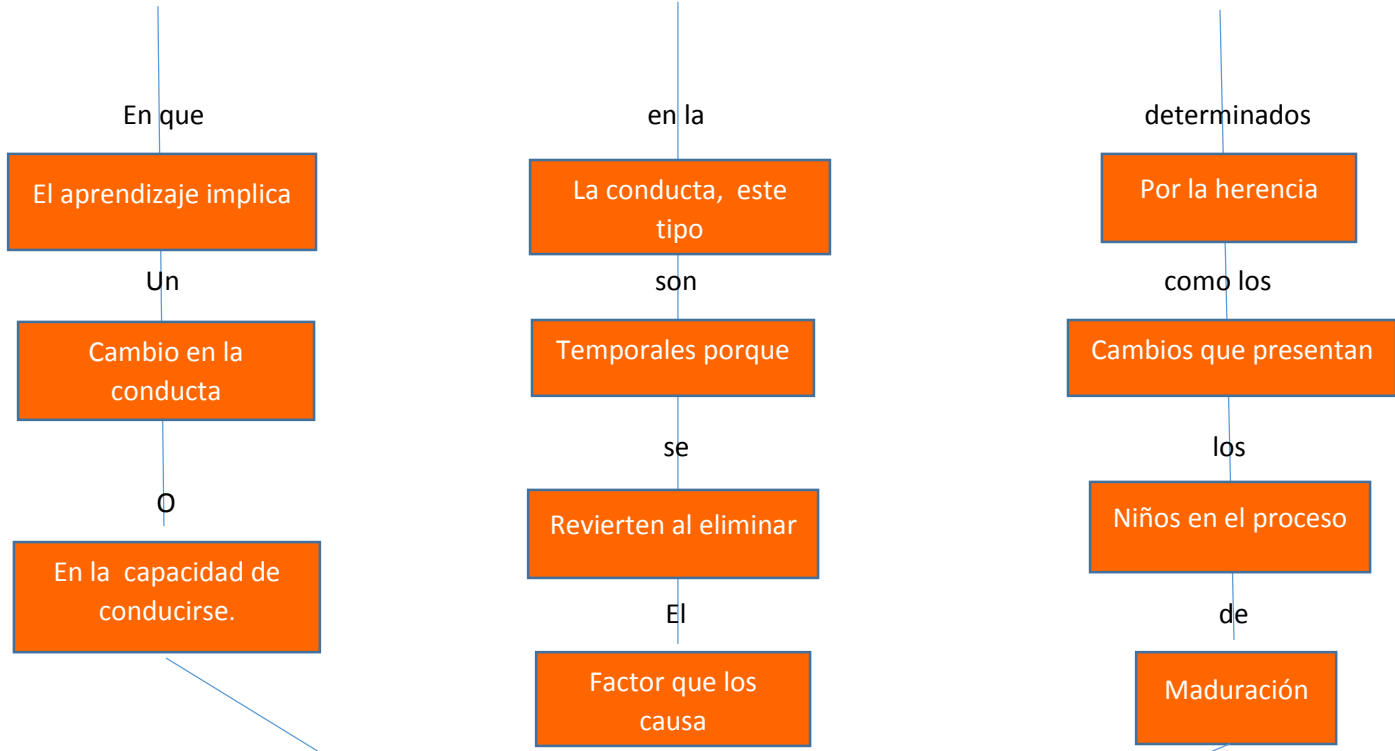 En que
El aprendizaje implica
Un
Cambio en la
conducta
O
En la capacidad de
conducirse.
en la
La conducta, este
tipo
son
Temporales porque
se
Revierten al eliminar
El
Factor que los
causa
determinados
Por la herencia
como los
Cambios que presentan
los
Niños en el proceso
de
Maduración